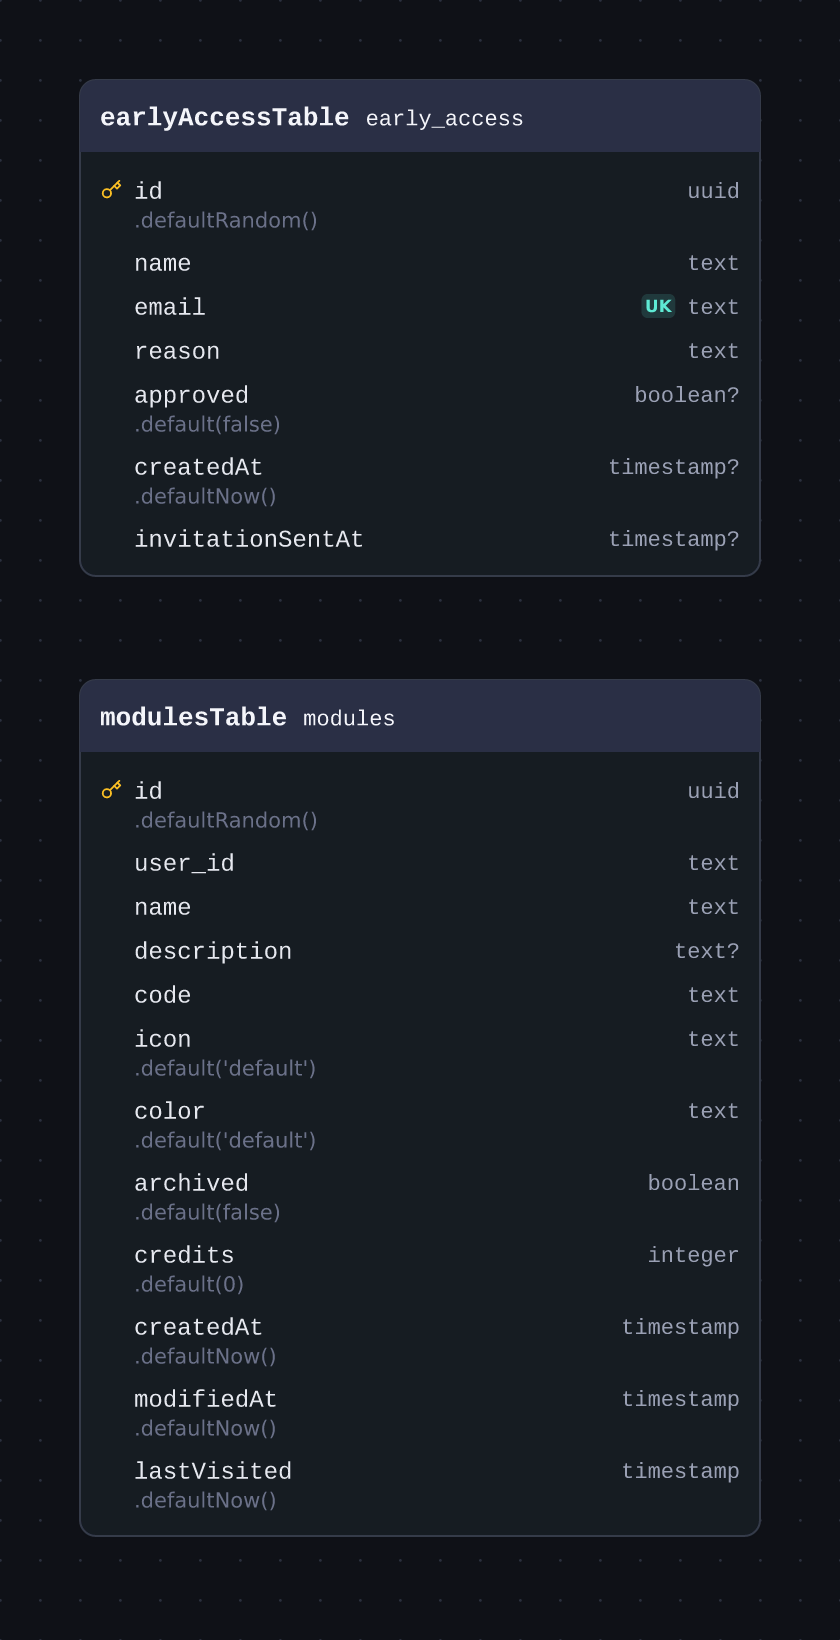 earlyAccessTable early_access
id uuid
.defaultRandom()
name text
email UK text
reason text
approved boolean?
.default(false)
createdAt timestamp?
.defaultNow()
invitationSentAt timestamp?
modulesTable modules
id uuid
.defaultRandom()
user_id text
name text
description text?
code text
icon text
.default('default')
color text
.default('default')
archived boolean
.default(false)
credits integer
.default(0)
createdAt timestamp
.defaultNow()
modifiedAt timestamp
.defaultNow()
lastVisited timestamp
.defaultNow()